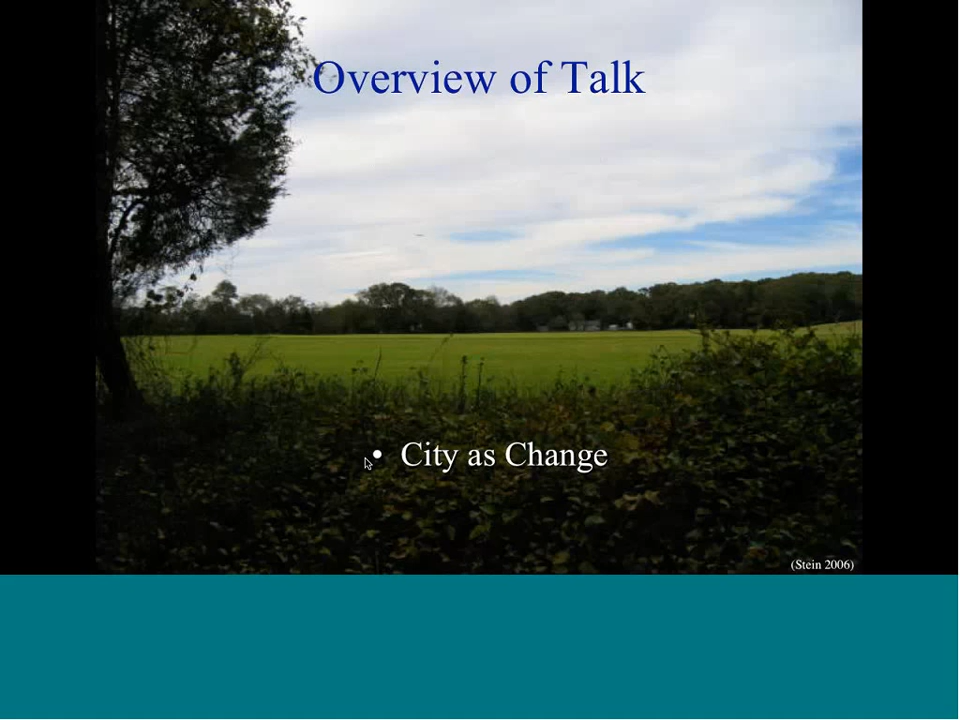 Overview of Talk
• City as Change
(Stein 2006)